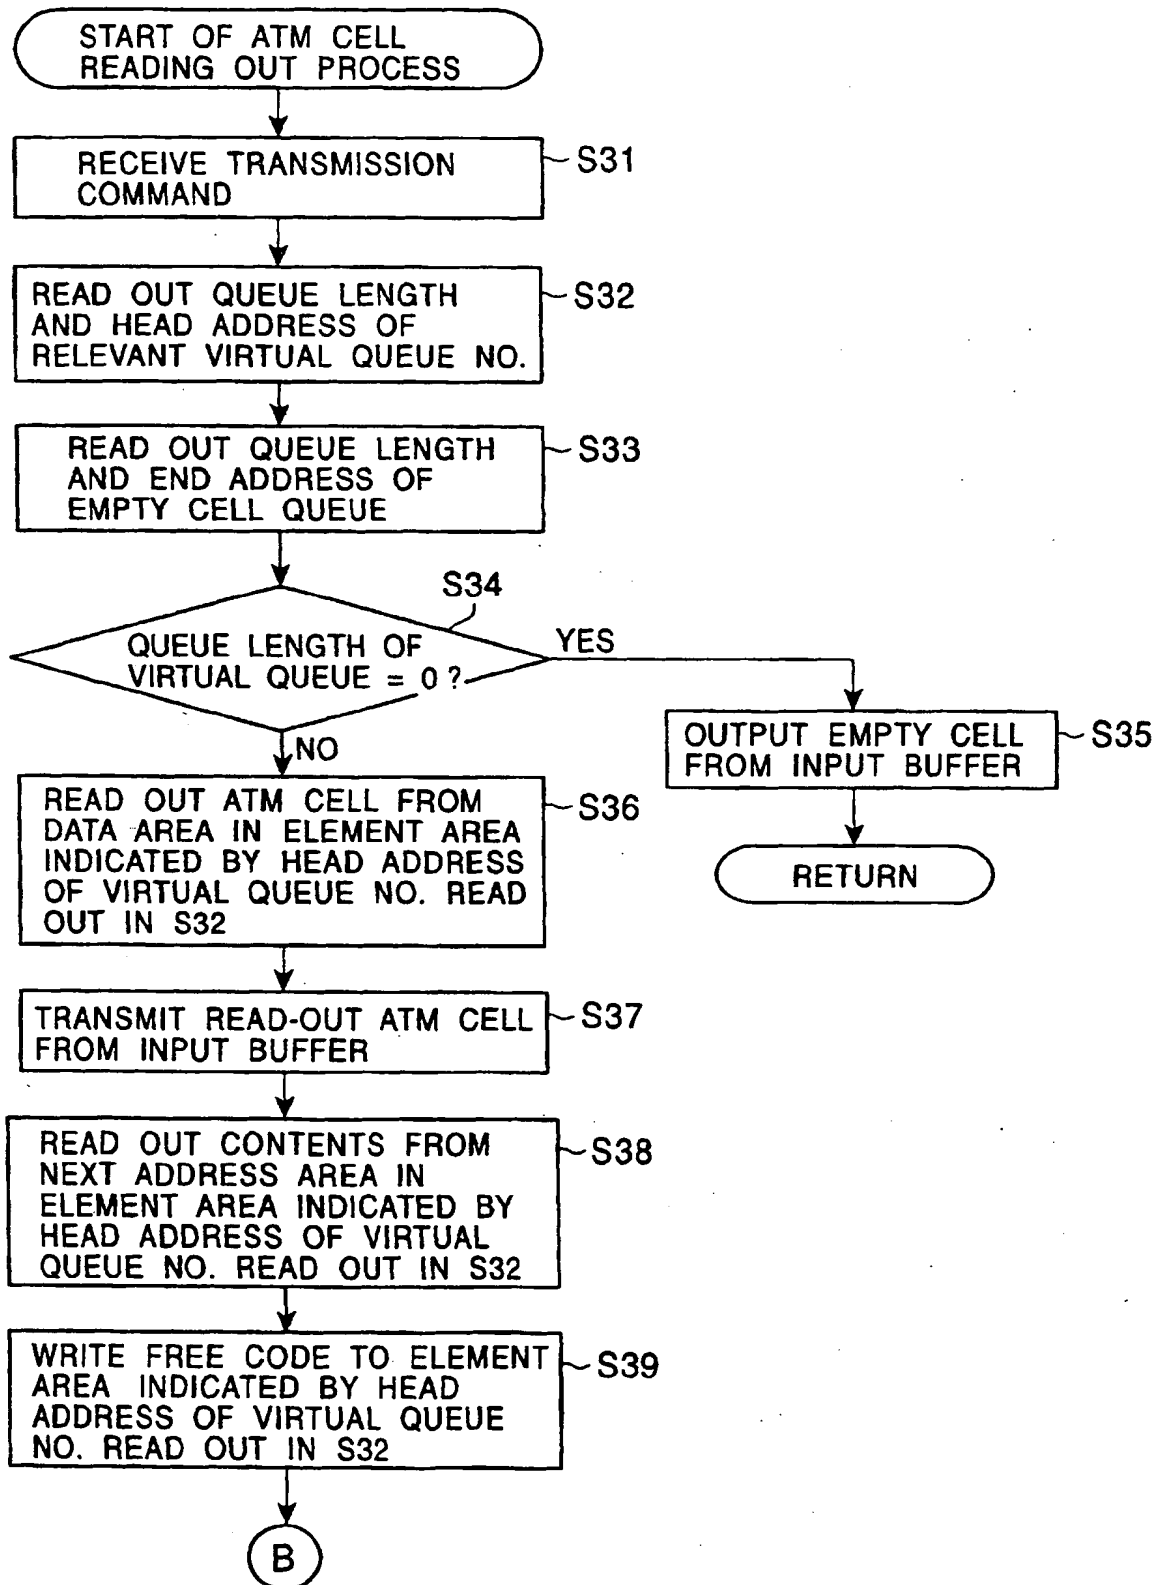 START OF ATM CELL
READING OUT PROCESS
RECEIVE TRANSMISSION
COMMAND
S31
READ OUT QUEUE LENGTH
AND HEAD ADDRESS OF
RELEVANT VIRTUAL QUEUE NO.
S32
READ OUT QUEUE LENGTH
AND END ADDRESS OF
EMPTY CELL QUEUE
S33
S34
QUEUE LENGTH OF
VIRTUAL QUEUE = 0 ?
YES
NO
OUTPUT EMPTY CELL
FROM INPUT BUFFER
S35
RETURN
READ OUT ATM CELL FROM
DATA AREA IN ELEMENT AREA
INDICATED BY HEAD ADDRESS
OF VIRTUAL QUEUE NO. READ
OUT IN S32
S36
TRANSMIT READ-OUT ATM CELL
FROM INPUT BUFFER
S37
READ OUT CONTENTS FROM
NEXT ADDRESS AREA IN
ELEMENT AREA INDICATED BY
HEAD ADDRESS OF VIRTUAL
QUEUE NO. READ OUT IN S32
S38
WRITE FREE CODE TO ELEMENT
AREA INDICATED BY HEAD
ADDRESS OF VIRTUAL QUEUE
NO. READ OUT IN S32
S39
B